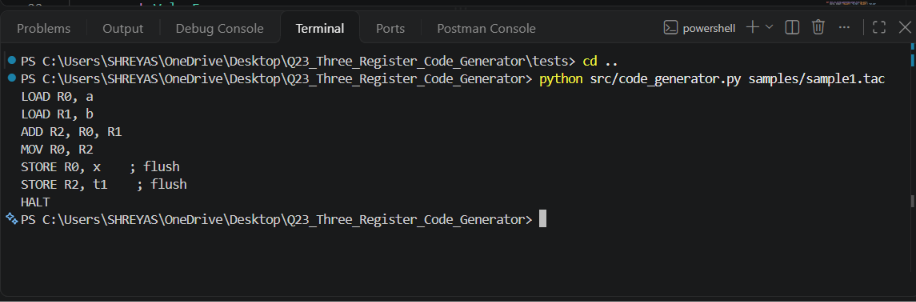 Problems Output Debug Console Terminal Ports Postman Console powershell
PS C:\Users\SHREYAS\OneDrive\Desktop\Q23_Three_Register_Code_Generator\tests> cd ..
PS C:\Users\SHREYAS\OneDrive\Desktop\Q23_Three_Register_Code_Generator> python src/code_generator.py samples/sample1.tac
LOAD R0, a
LOAD R1, b
ADD R2, R0, R1
MOV R0, R2
STORE R0, x    ; flush
STORE R2, t1    ; flush
HALT
PS C:\Users\SHREYAS\OneDrive\Desktop\Q23_Three_Register_Code_Generator>